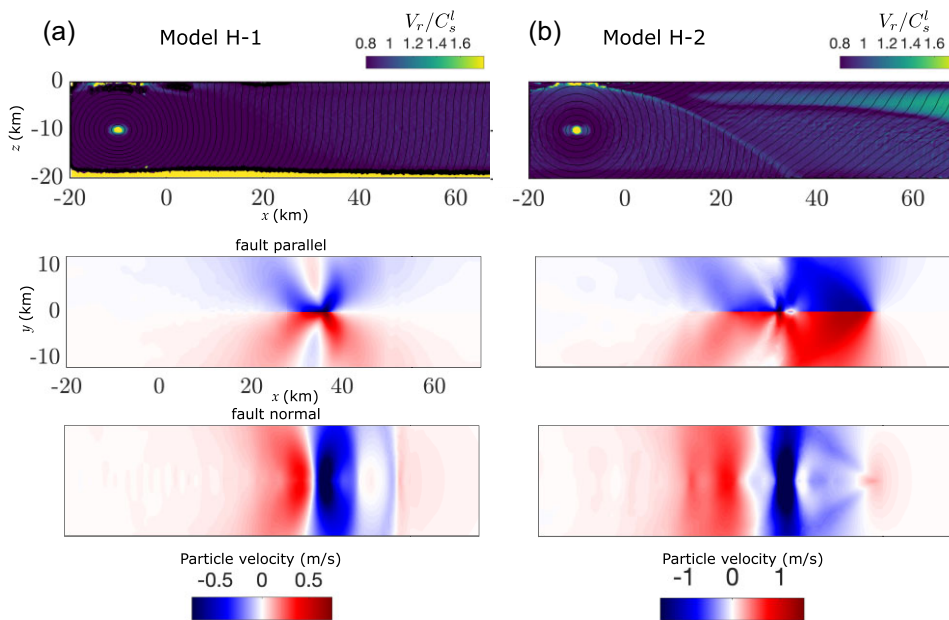 (a) Model H-1 V_r/C_s^l
0.8 1 1.2 1.4 1.6
(b) Model H-2 V_r/C_s^l
0.8 1 1.2 1.4 1.6
z (km)
0
-10
-20
-20 0 20 40 60
x (km)
-20 0 20 40 60
x (km)
fault parallel
y (km)
10
0
-10
-20 0 20 40 60
x (km)
fault normal
Particle velocity (m/s)
-0.5 0 0.5
Particle velocity (m/s)
-1 0 1